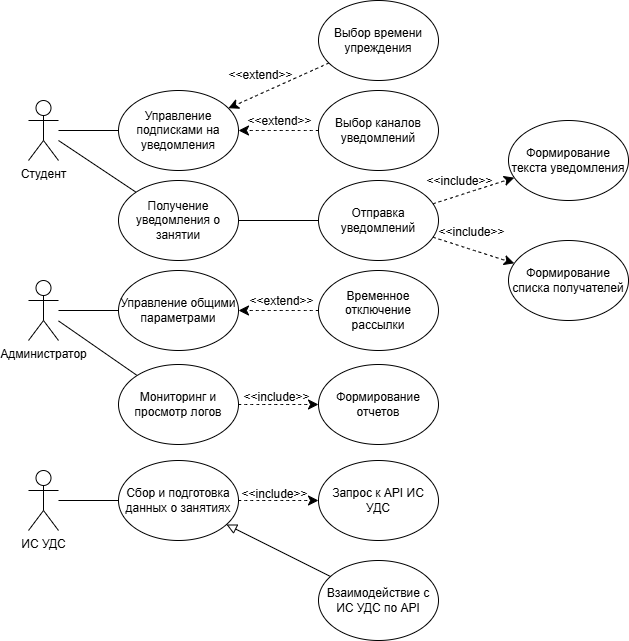 Выбор времени
упреждения
<<extend>>
Управление
подписками на
уведомления
<<extend>>
Выбор каналов
уведомлений
Студент
Получение
уведомления о
занятии
Отправка
уведомлений
<<include>>
Формирование
текста уведомления
<<include>>
Формирование
списка получателей
Управление общими
параметрами
<<extend>>
Временное
отключение
рассылки
Администратор
Мониторинг и
просмотр логов
<<include>>
Формирование
отчетов
Сбор и подготовка
данных о занятиях
<<include>>
Запрос к API ИС
УДС
ИС УДС
Взаимодействие с
ИС УДС по API